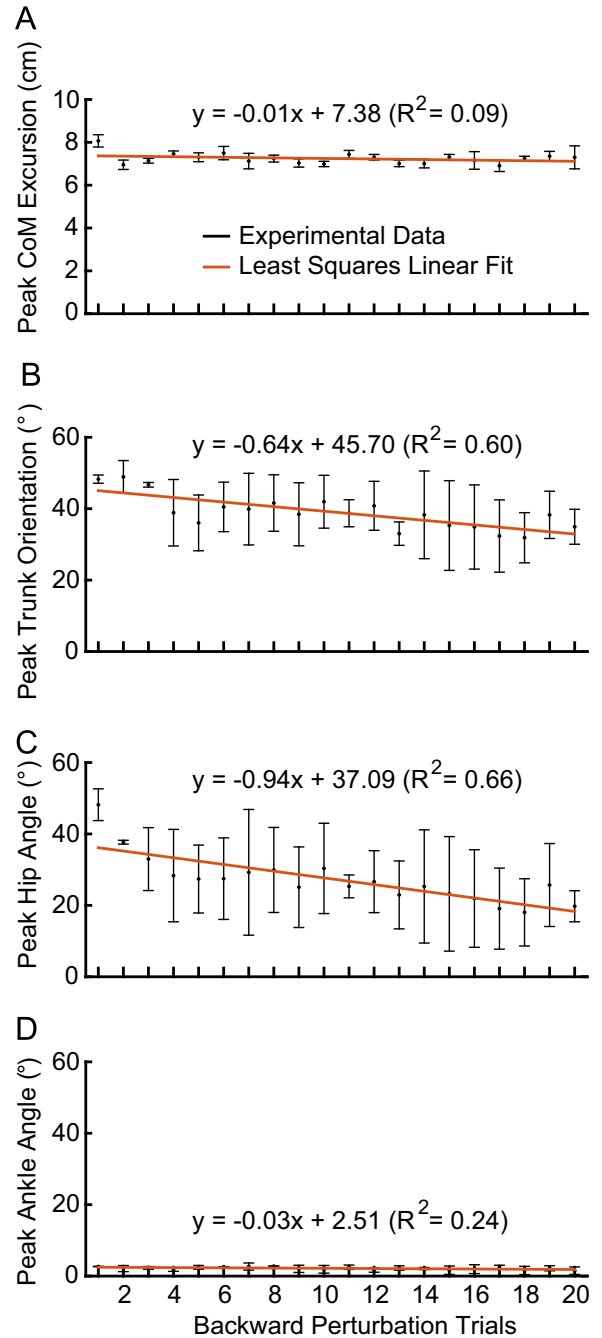 A
Peak CoM Excursion (cm)
10
8
6
4
2
0
y = -0.01x + 7.38 (R²= 0.09)
Experimental Data
Least Squares Linear Fit
B
Peak Trunk Orientation (°)
60
40
20
0
y = -0.64x + 45.70 (R²= 0.60)
C
Peak Hip Angle (°)
60
40
20
0
y = -0.94x + 37.09 (R²= 0.66)
D
Peak Ankle Angle (°)
60
40
20
0
y = -0.03x + 2.51 (R²= 0.24)
2 4 6 8 10 12 14 16 18 20
Backward Perturbation Trials